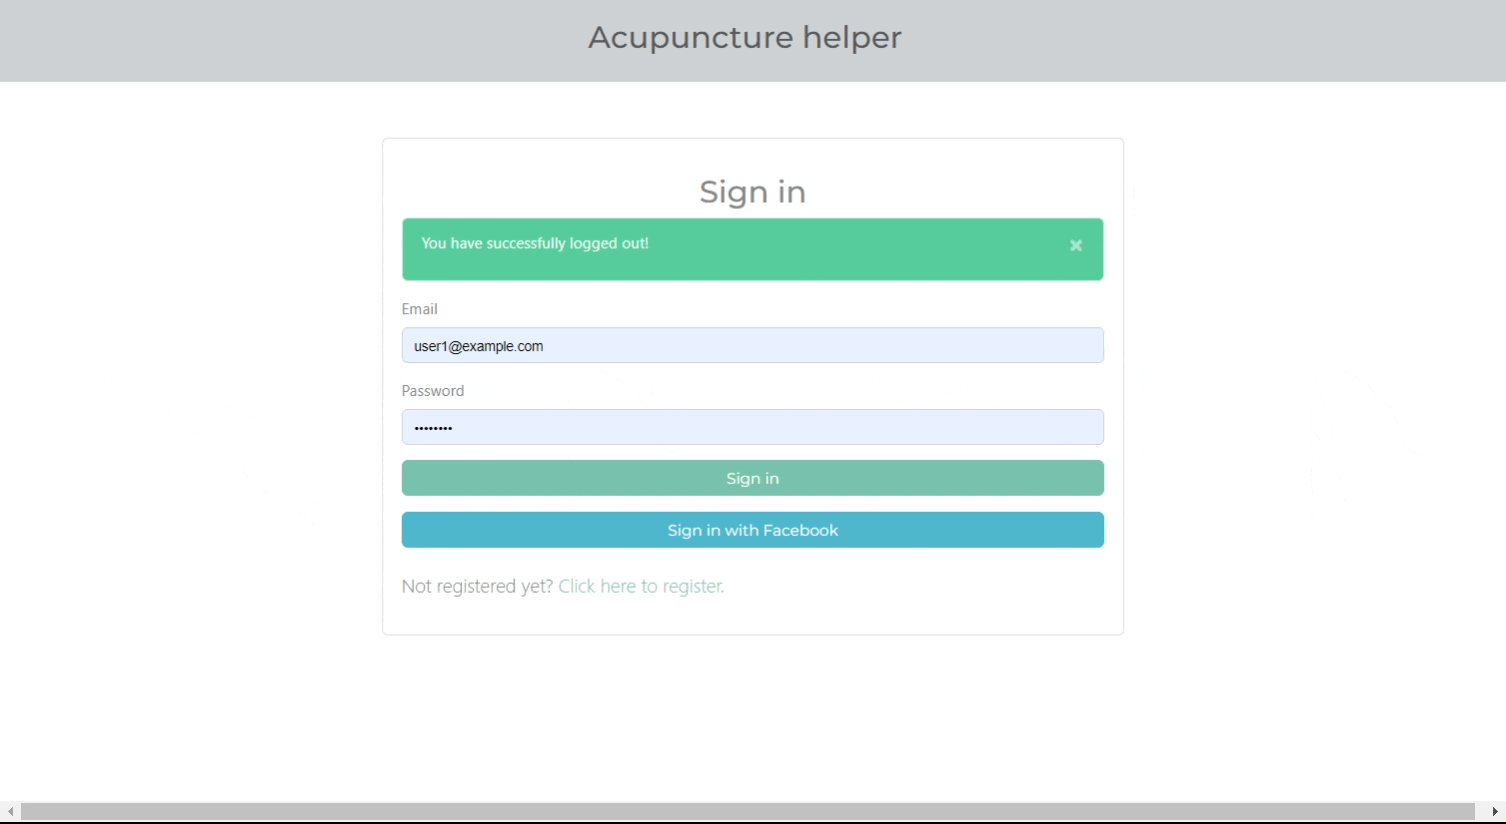 Acupuncture helper
Sign in
You have successfully logged out!
Email
user1@example.com
Password
••••••••
Sign in
Sign in with Facebook
Not registered yet? Click here to register.